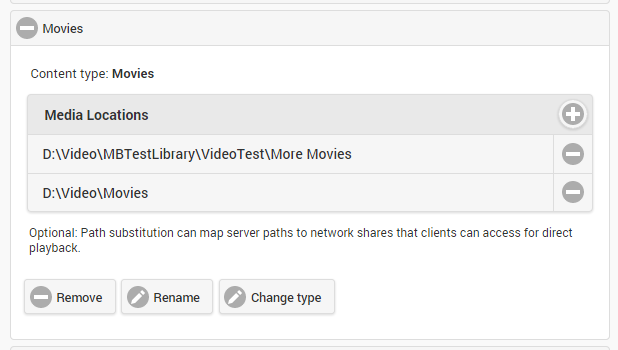 Movies
Content type: Movies
Media Locations
D:\Video\MBTestLibrary\VideoTest\More Movies
D:\Video\Movies
Optional: Path substitution can map server paths to network shares that clients can access for direct
playback.
Remove Rename Change type